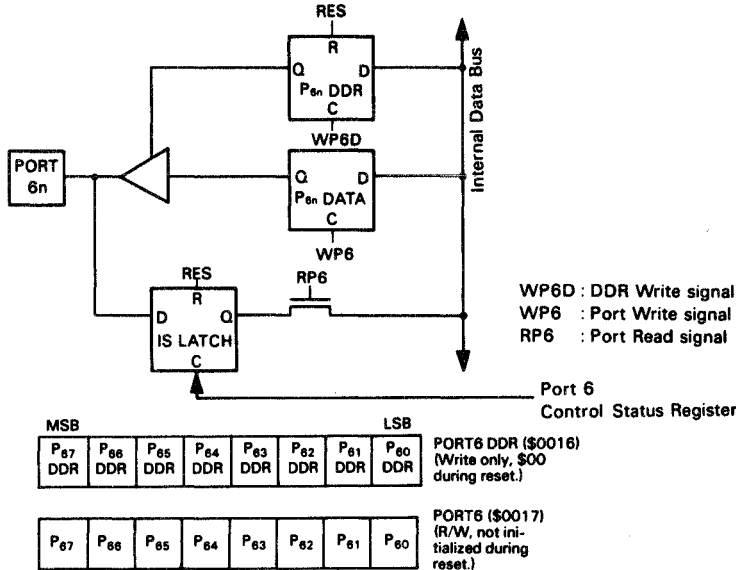 RES
R
Q
D
P6n DDR
C
WP6D
Internal Data Bus
PORT
6n
Q
D
P6n DATA
C
WP6
RES
RP6
R
D
Q
IS LATCH
C
WP6D : DDR Write signal
WP6 : Port Write signal
RP6 : Port Read signal
Port 6
Control Status Register
MSB
LSB
P67 P66 P65 P64 P63 P62 P61 P60
DDR DDR DDR DDR DDR DDR DDR DDR
PORT6 DDR ($0016)
(Write only, $00
during reset.)
P67 P66 P65 P64 P63 P62 P61 P60
PORT6 ($0017)
(R/W, not ini-
tialized during
reset.)